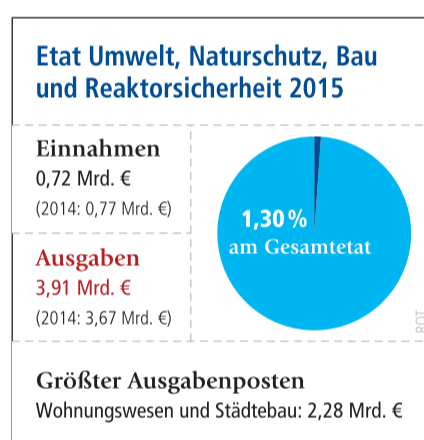 Etat Umwelt, Naturschutz, Bau
und Reaktorsicherheit 2015
Einnahmen
0,72 Mrd. €
(2014: 0,77 Mrd. €)
Ausgaben
3,91 Mrd. €
(2014: 3,67 Mrd. €)
1,30 %
am Gesamtetat
Größter Ausgabenposten
Wohnungswesen und Städtebau: 2,28 Mrd. €